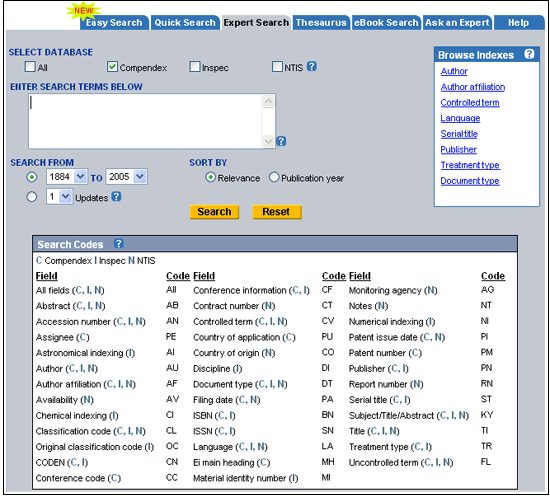 NEW
Easy Search Quick Search Expert Search Thesaurus eBook Search Ask an Expert Help
SELECT DATABASE
All Compendex Inspec NTIS ?
ENTER SEARCH TERMS BELOW
?
SEARCH FROM SORT BY
1884 TO 2005 Relevance Publication year
1 Updates ?
Search Reset
Browse Indexes ?
Author
Author affiliation
Controlled term
Language
Serial title
Publisher
Treatment type
Document type
Search Codes ?
C Compendex I Inspec N NTIS
Field Code Field Code Field Code
All fields (C, I, N) All Conference information (C, I) CF Monitoring agency (N) AG
Abstract (C, I, N) AB Contract number (N) CT Notes (N) NT
Accession number (C, I, N) AN Controlled term (C, I, N) CV Numerical indexing (I) NI
Assignee (C) PE Country of application (C) PU Patent issue date (C, N) PI
Astronomical indexing (I) AI Country of origin (N) CO Patent number (C) PM
Author (C, I, N) AU Discipline (I) DI Publisher (C, I) PN
Author affiliation (C, I, N) AF Document type (C, I, N) DT Report number (N) RN
Availability (N) AV Filing date (C, N) PA Serial title (C, I) ST
Chemical indexing (I) CI ISBN (C, I) BN Subject/Title/Abstract (C, I, N) KY
Classification code (C, I, N) CL ISSN (C, I) SN Title (C, I, N) TI
Original classification code (I) OC Language (C, I, N) LA Treatment type (C, I) TR
CODEN (C, I) CN Ei main heading (C) MH Uncontrolled term (C, I, N) FL
Conference code (C) CC Material identity number (I) MI